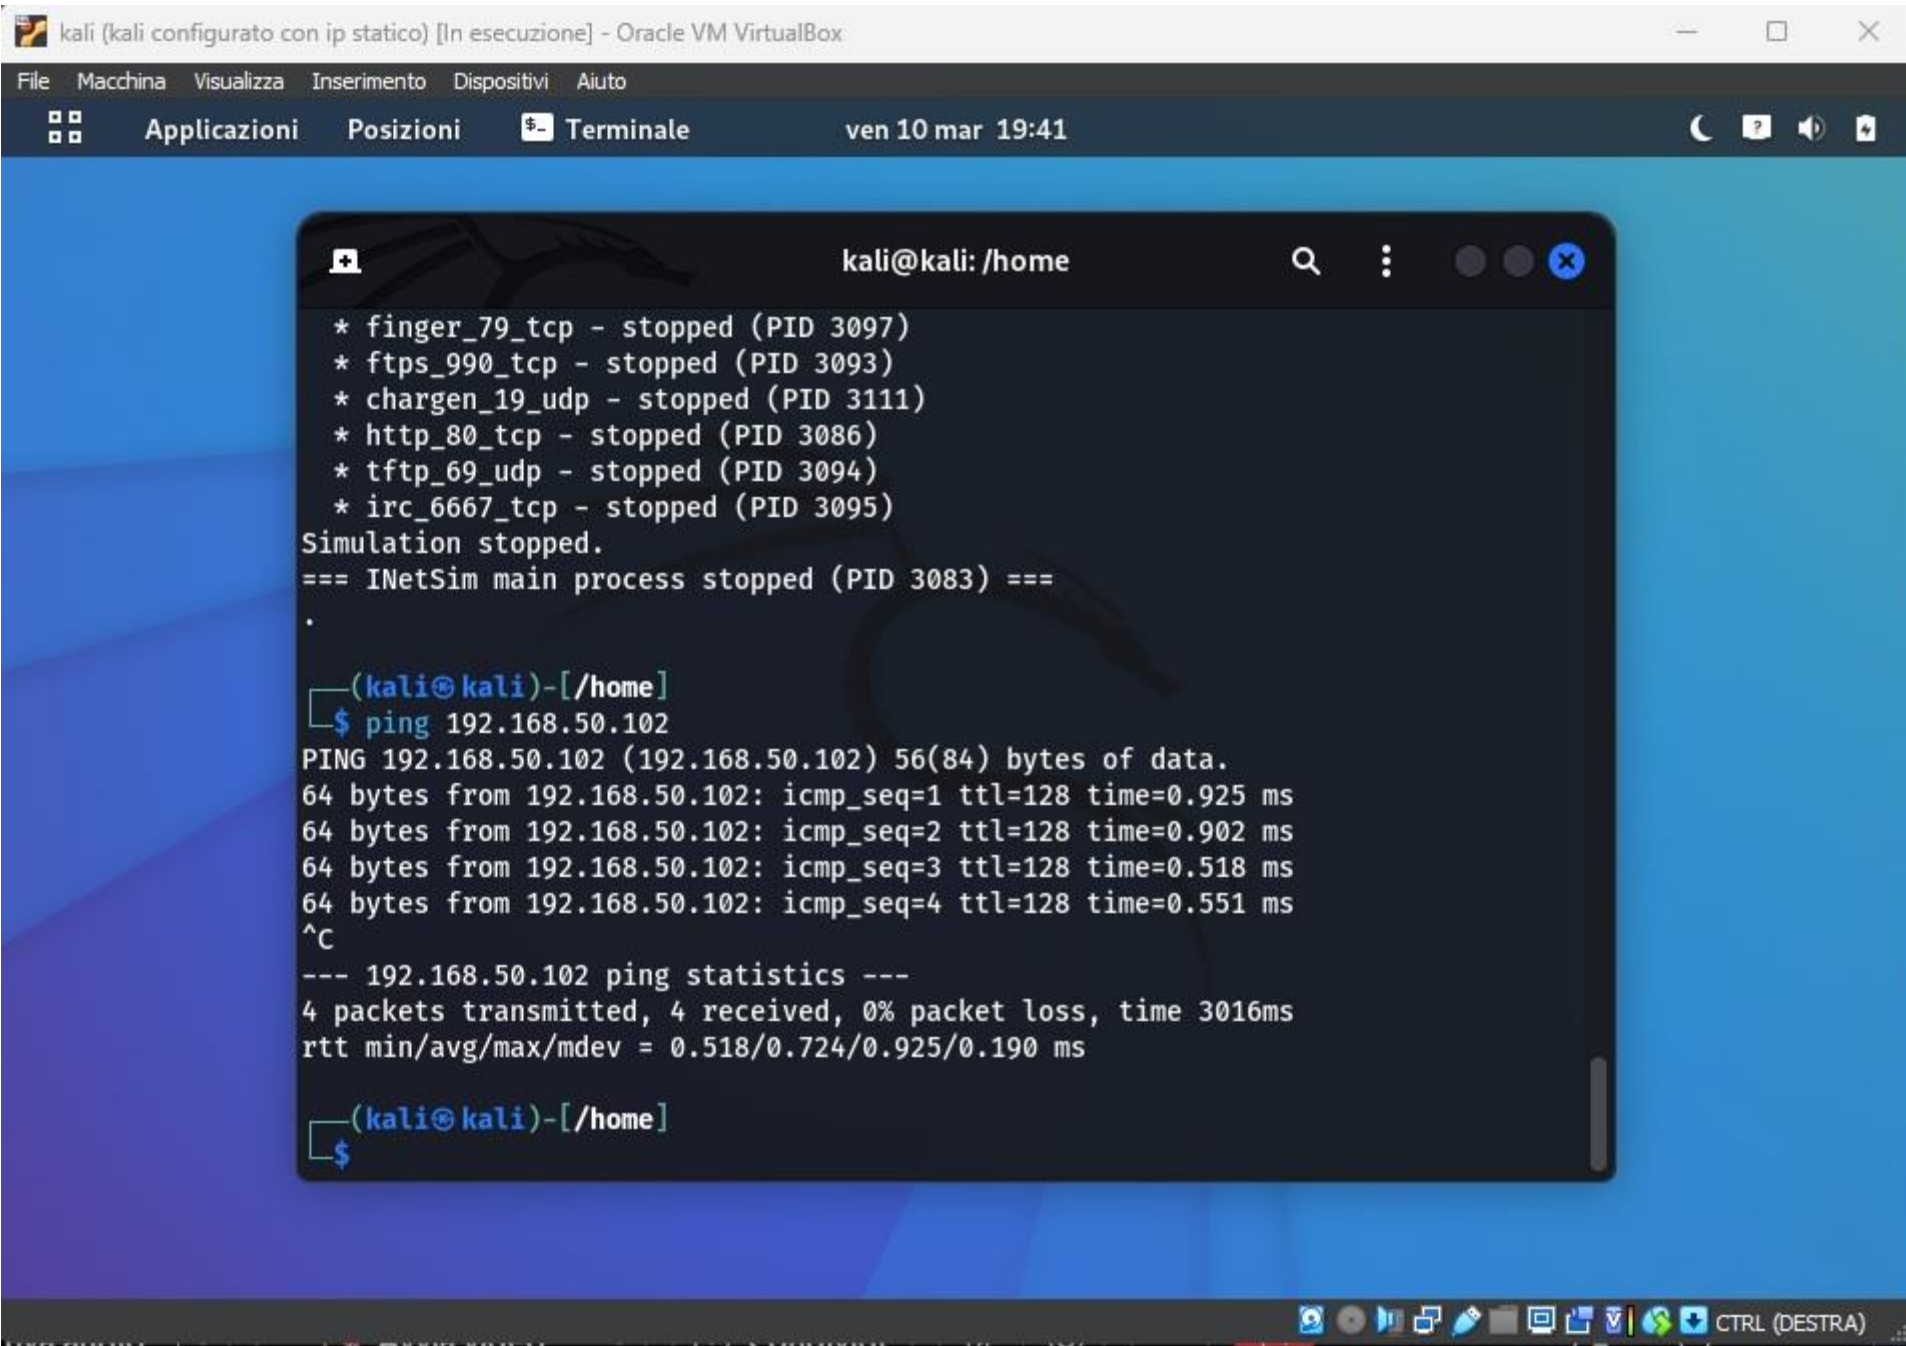 kali (kali configurato con ip statico) [In esecuzione] - Oracle VM VirtualBox
File Macchina Visualizza Inserimento Dispositivi Aiuto
Applicazioni Posizioni $_ Terminale ven 10 mar 19:41
kali@kali: /home
* finger_79_tcp - stopped (PID 3097)
* ftps_990_tcp - stopped (PID 3093)
* chargen_19_udp - stopped (PID 3111)
* http_80_tcp - stopped (PID 3086)
* tftp_69_udp - stopped (PID 3094)
* irc_6667_tcp - stopped (PID 3095)
Simulation stopped.
=== INetSim main process stopped (PID 3083) ===
.
┌──(kali㉿kali)-[/home]
└─$ ping 192.168.50.102
PING 192.168.50.102 (192.168.50.102) 56(84) bytes of data.
64 bytes from 192.168.50.102: icmp_seq=1 ttl=128 time=0.925 ms
64 bytes from 192.168.50.102: icmp_seq=2 ttl=128 time=0.902 ms
64 bytes from 192.168.50.102: icmp_seq=3 ttl=128 time=0.518 ms
64 bytes from 192.168.50.102: icmp_seq=4 ttl=128 time=0.551 ms
^C
--- 192.168.50.102 ping statistics ---
4 packets transmitted, 4 received, 0% packet loss, time 3016ms
rtt min/avg/max/mdev = 0.518/0.724/0.925/0.190 ms
┌──(kali㉿kali)-[/home]
└─$
CTRL (DESTRA)